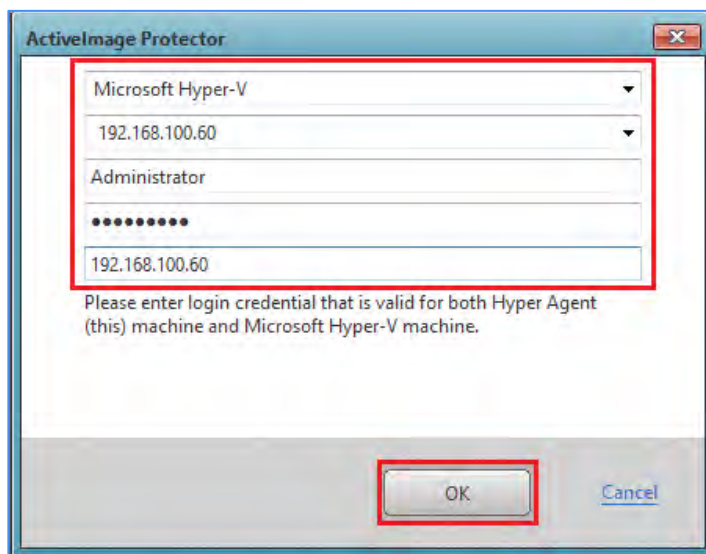 ActiveImage Protector
Microsoft Hyper-V
192.168.100.60
Administrator
•••••••••
192.168.100.60
Please enter login credential that is valid for both Hyper Agent
(this) machine and Microsoft Hyper-V machine.
OK
Cancel